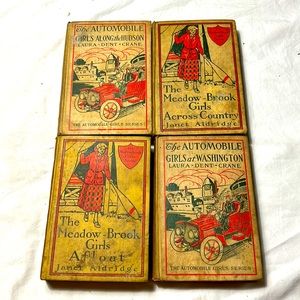 The AUTOMOBILE
GIRLS ALONG the HUDSON
LAURA · DENT · CRANE
THE AUTOMOBILE GIRLS SERIES
The
Meadow-Brook
Girls
Across Country
Janet Aldridge
The
Meadow-Brook
Girls
Afloat
Janet Aldridge
The AUTOMOBILE
GIRLS at WASHINGTON
LAURA · DENT · CRANE
THE AUTOMOBILE GIRLS SERIES